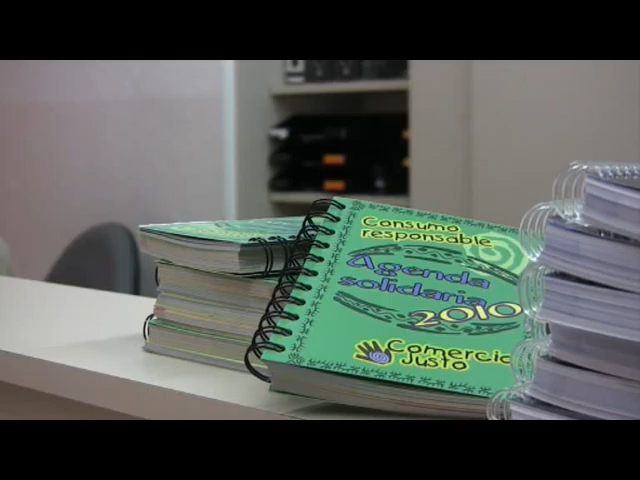 Consumo
responsable
Agenda
solidaria
2010
Comercio
Justo